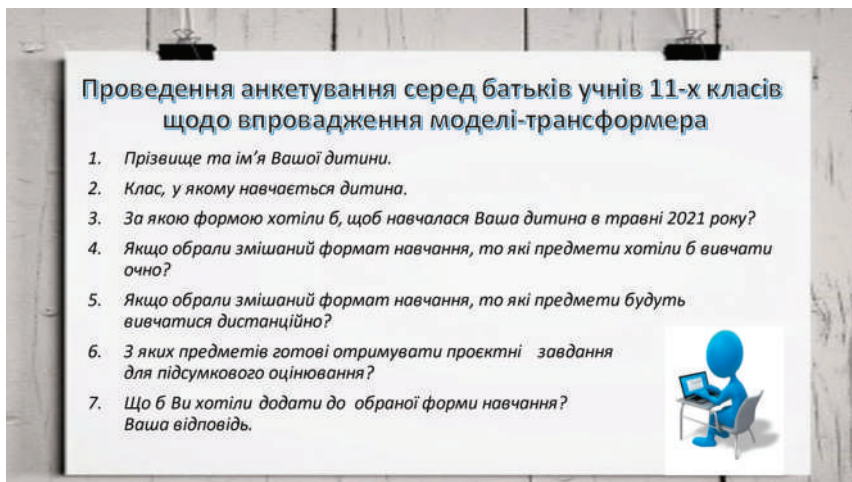 Проведення анкетування серед батьків учнів 11-х класів
щодо впровадження моделі-трансформера
1. Прізвище та ім’я Вашої дитини.
2. Клас, у якому навчається дитина.
3. За якою формою хотіли б, щоб навчалася Ваша дитина в травні 2021 року?
4. Якщо обрали змішаний формат навчання, то які предмети хотіли б вивчати
очно?
5. Якщо обрали змішаний формат навчання, то які предмети будуть
вивчатися дистанційно?
6. З яких предметів готові отримувати проєктні завдання
для підсумкового оцінювання?
7. Що б Ви хотіли додати до обраної форми навчання?
Ваша відповідь.